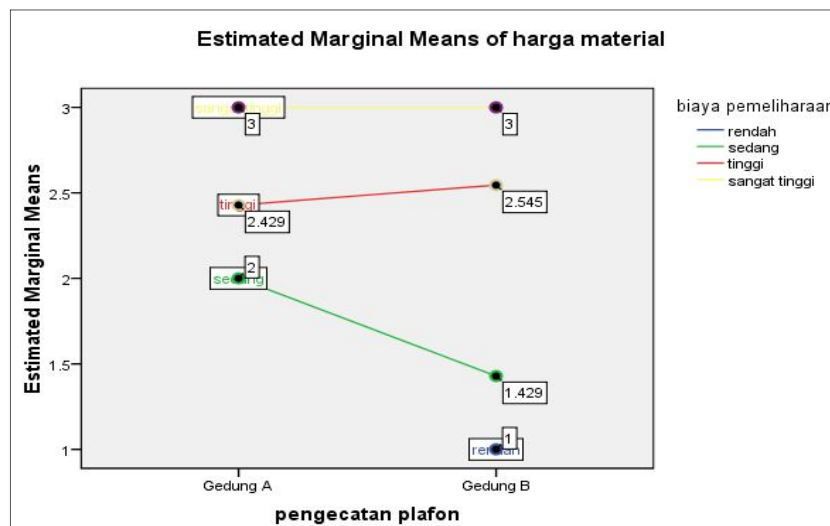 Estimated Marginal Means of harga material
Estimated Marginal Means
3
2.5
2
1.5
1
sangat tinggi
3
3
tinggi
2.429
2.545
2
sedang
1.429
1
rendah
Gedung A
Gedung B
pengecatan plafon
biaya pemeliharaan
rendah
sedang
tinggi
sangat tinggi